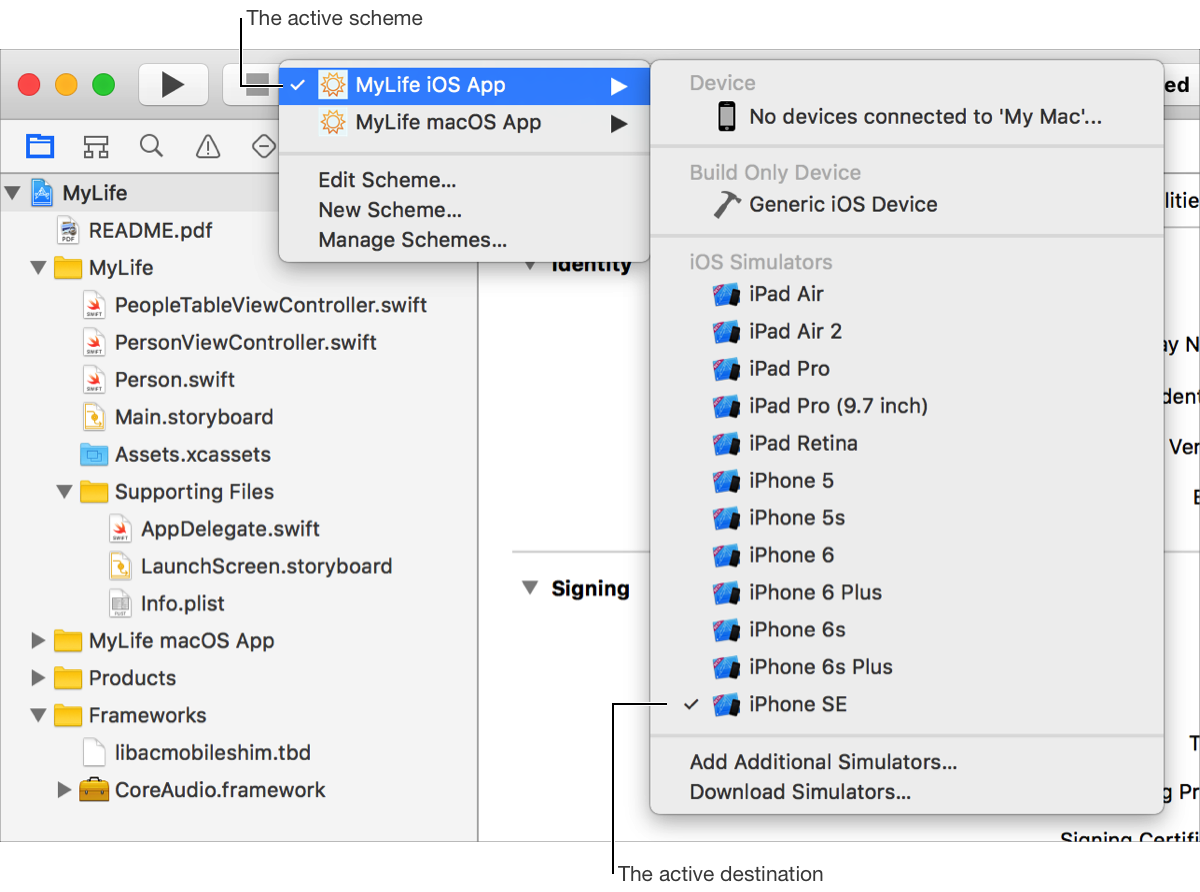 The active scheme
MyLife iOS App
MyLife macOS App
Edit Scheme...
New Scheme...
Manage Schemes...
Device
No devices connected to 'My Mac'...
Build Only Device
Generic iOS Device
iOS Simulators
iPad Air
iPad Air 2
iPad Pro
iPad Pro (9.7 inch)
iPad Retina
iPhone 5
iPhone 5s
iPhone 6
iPhone 6 Plus
iPhone 6s
iPhone 6s Plus
iPhone SE
Add Additional Simulators...
Download Simulators...
MyLife
README.pdf
MyLife
PeopleTableViewController.swift
PersonViewController.swift
Person.swift
Main.storyboard
Assets.xcassets
Supporting Files
AppDelegate.swift
LaunchScreen.storyboard
Info.plist
MyLife macOS App
Products
Frameworks
libacmobileshim.tbd
CoreAudio.framework
Identity
Signing
ed
lities
ay N
dent
Ver
T
g Pr
Signing Certifi
The active destination